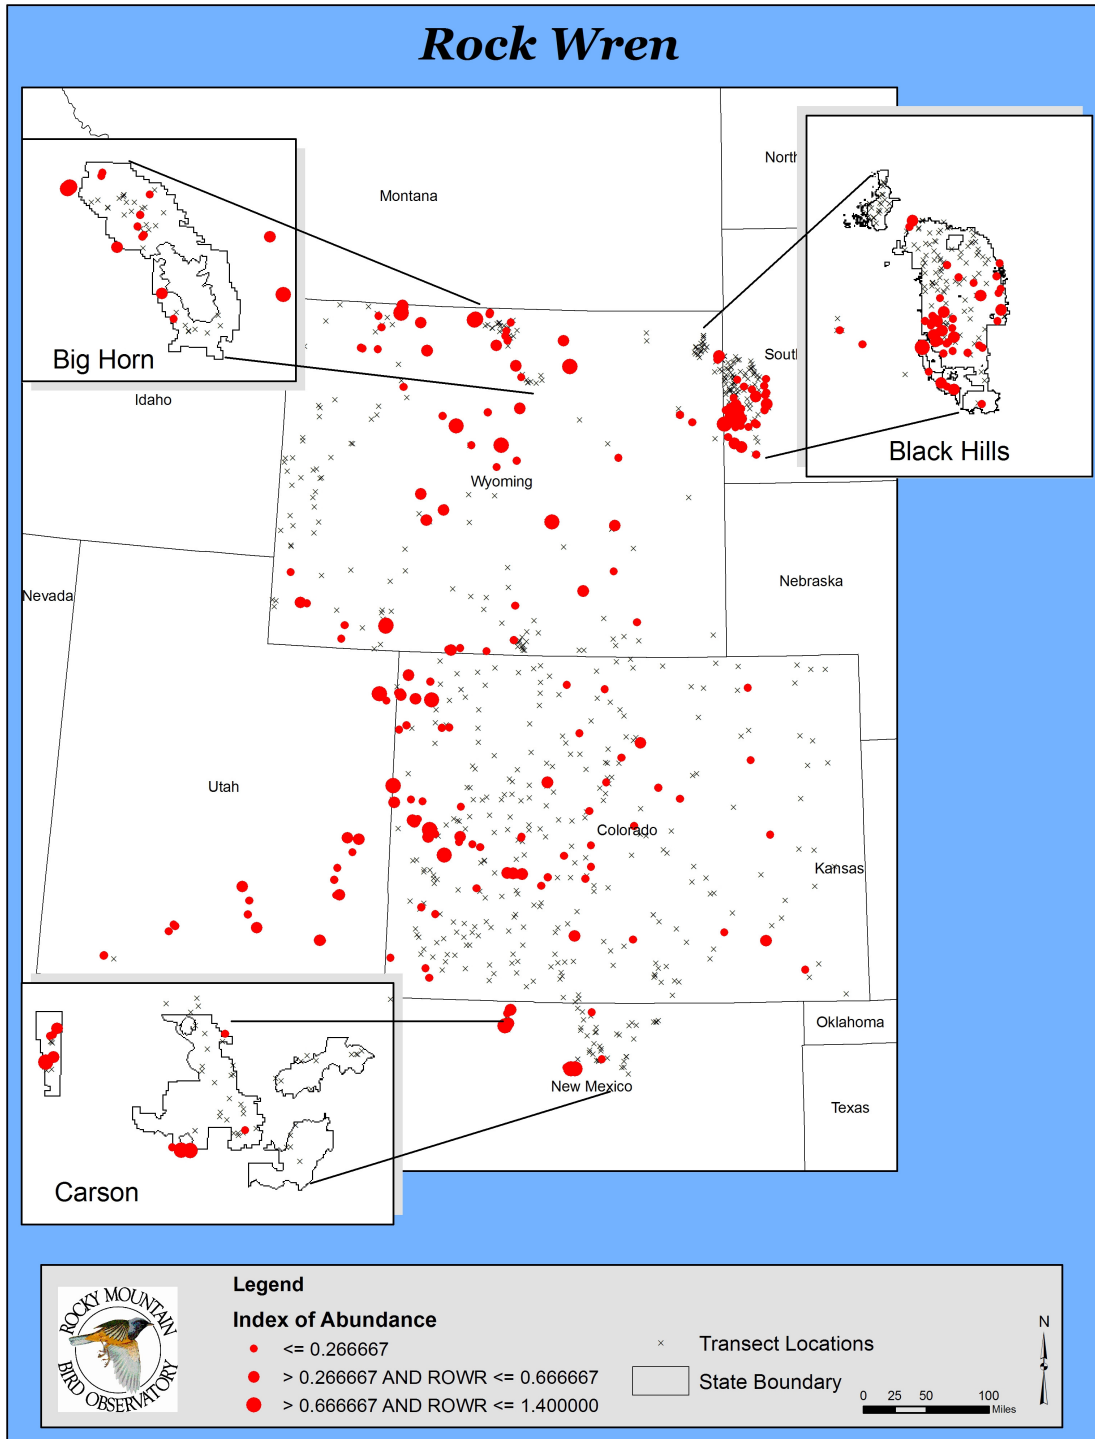 Rock Wren
Montana
North
South
Big Horn
Idaho
Black Hills
Wyoming
Nebraska
Nevada
Utah
Colorado
Kansas
Oklahoma
New Mexico
Texas
Carson
Legend
Index of Abundance
<= 0.266667
> 0.266667 AND ROWR <= 0.666667
> 0.666667 AND ROWR <= 1.400000
Transect Locations
State Boundary
N
0 25 50 100
Miles
ROCKY MOUNTAIN
BIRD OBSERVATORY